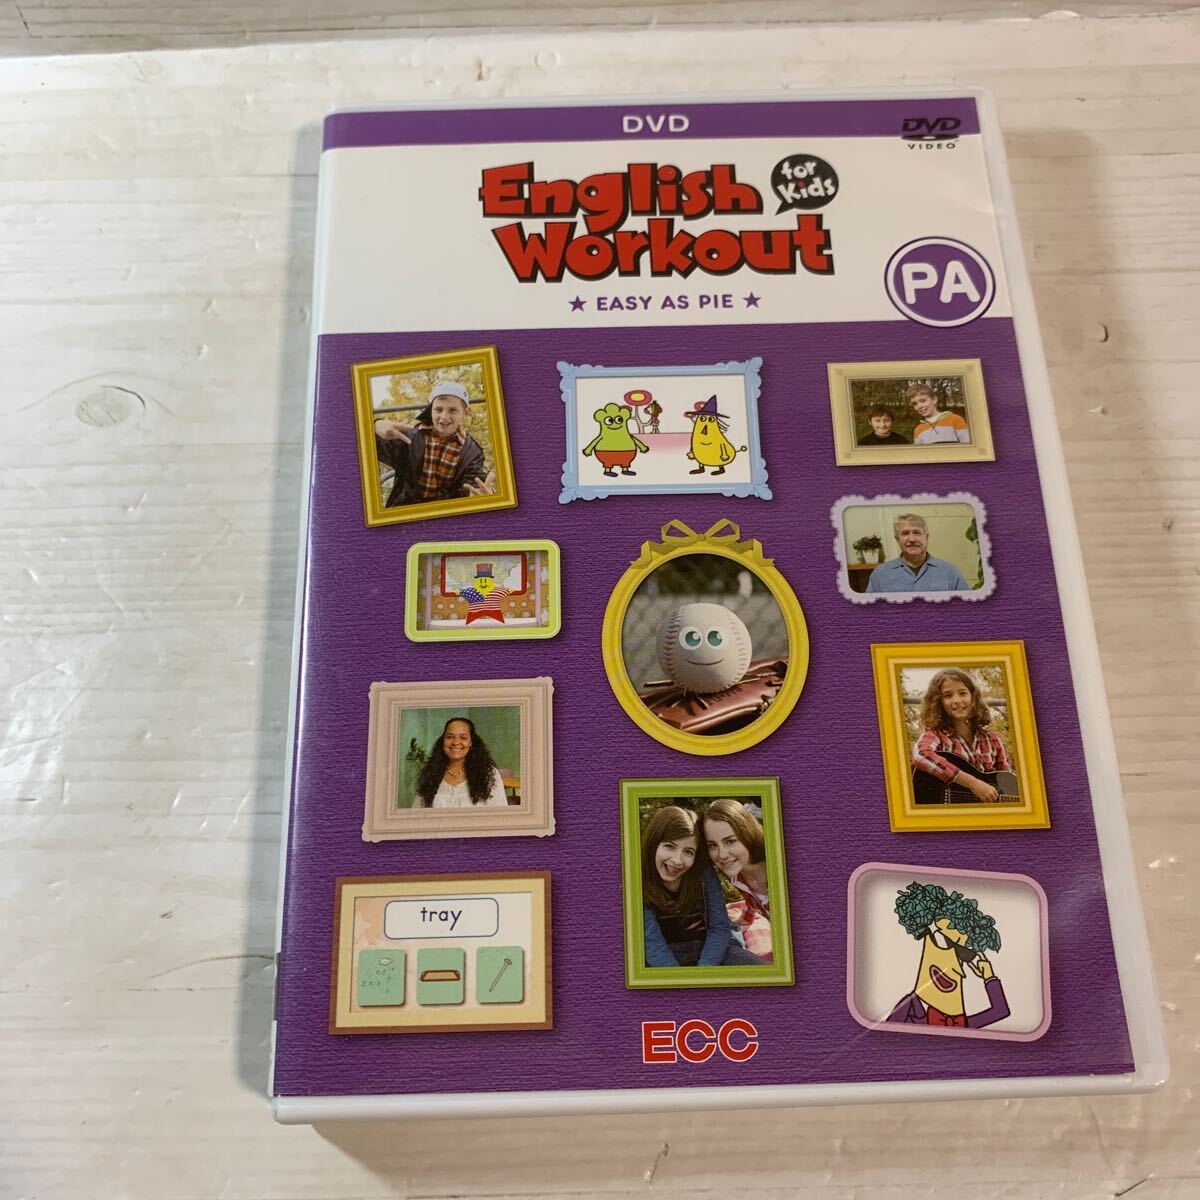 DVD
DVD
VIDEO
English
for
Kids
Workout
★ EASY AS PIE ★
PA
tray
ECC